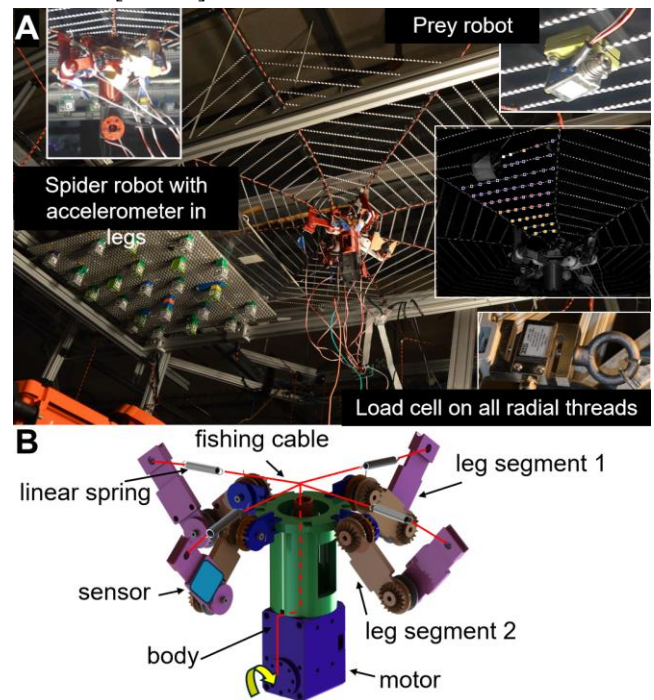 A
Prey robot
Spider robot with
accelerometer in
legs
Load cell on all radial threads
B
fishing cable
linear spring
leg segment 1
sensor
leg segment 2
body
motor